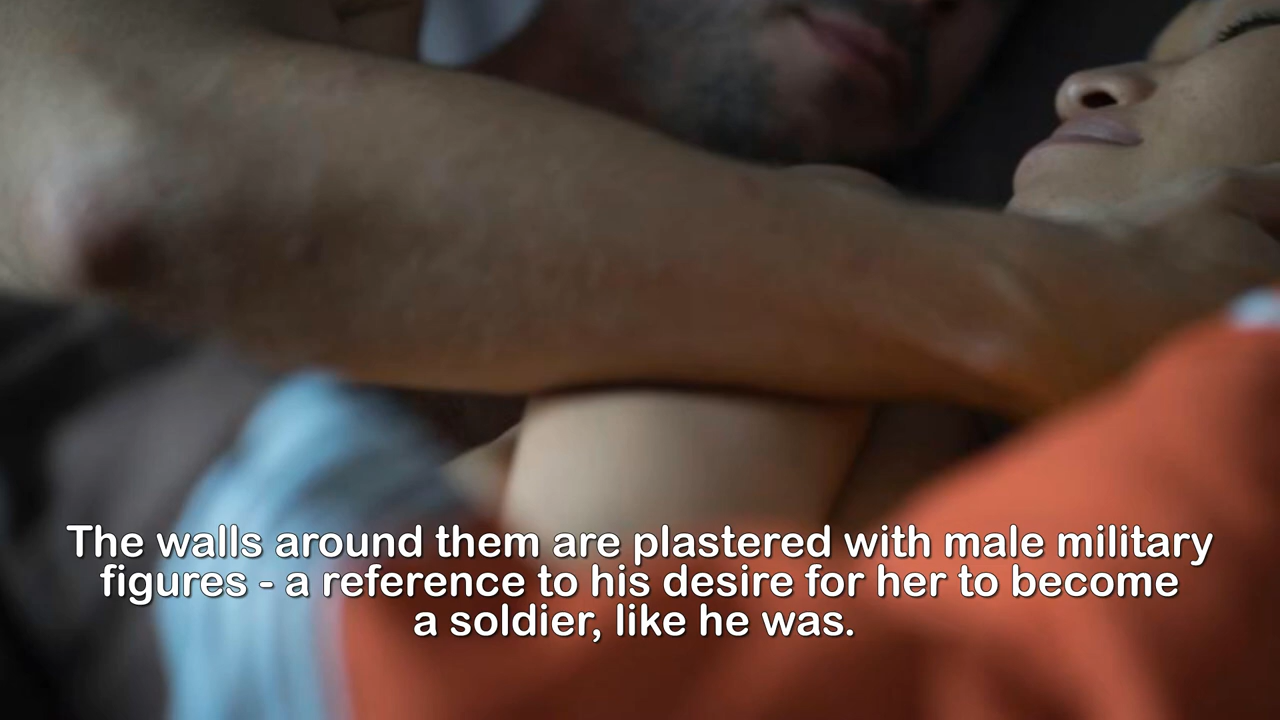 The walls around them are plastered with male military
figures - a reference to his desire for her to become
a soldier, like he was.